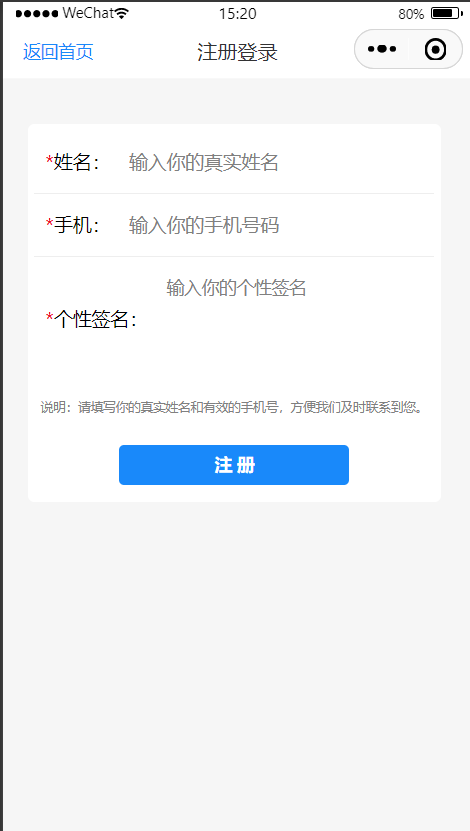 WeChat 15:20 80%
返回首页 注册登录
*姓名： 输入你的真实姓名
*手机： 输入你的手机号码
输入你的个性签名
*个性签名：
说明：请填写你的真实姓名和有效的手机号，方便我们及时联系到您。
注册